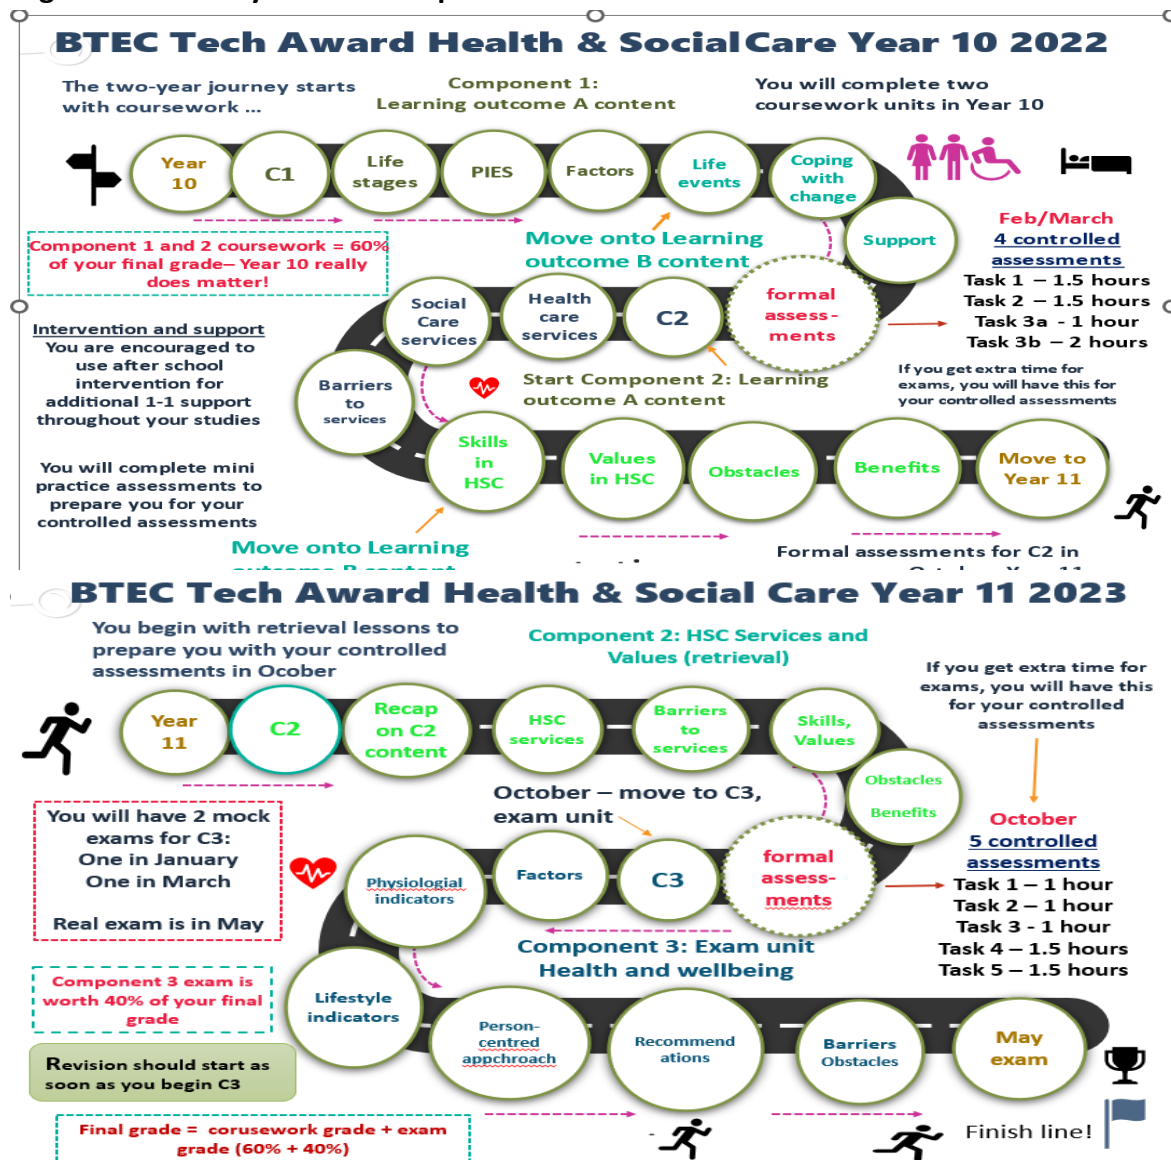 BTEC Tech Award Health & Social Care Year 10 2022
The two-year journey starts
with coursework ...
Component 1:
Learning outcome A content
You will complete two
coursework units in Year 10
Year
10
C1
Life
stages
PIES
Factors
Life
events
Coping
with
change
Support
Component 1 and 2 coursework = 60%
of your final grade– Year 10 really
does matter!
Move onto Learning
outcome B content
Feb/March
4 controlled
assessments
Task 1 – 1.5 hours
Task 2 – 1.5 hours
Task 3a - 1 hour
Task 3b – 2 hours
formal
assess-
ments
C2
Health
care
services
Social
Care
services
Intervention and support
You are encouraged to
use after school
intervention for
additional 1-1 support
throughout your studies
Barriers
to
services
Start Component 2: Learning
outcome A content
If you get extra time for
exams, you will have this for
your controlled assessments
Skills
in
HSC
Values
in HSC
Obstacles
Benefits
Move to
Year 11
You will complete mini
practice assessments to
prepare you for your
controlled assessments
Move onto Learning
outcome B content
Formal assessments for C2 in
BTEC Tech Award Health & Social Care Year 11 2023
You begin with retrieval lessons to
prepare you with your controlled
assessments in Ocober
Component 2: HSC Services and
Values (retrieval)
If you get extra time for
exams, you will have this
for your controlled
assessments
Year
11
C2
Recap
on C2
content
HSC
services
Barriers
to
services
Skills,
Values
Obstacles
Benefits
You will have 2 mock
exams for C3:
One in January
One in March
Real exam is in May
October – move to C3,
exam unit
October
5 controlled
assessments
Task 1 – 1 hour
Task 2 – 1 hour
Task 3 - 1 hour
Task 4 – 1.5 hours
Task 5 – 1.5 hours
formal
assess-
ments
C3
Factors
Physiologial
indicators
Component 3: Exam unit
Health and wellbeing
Component 3 exam is
worth 40% of your final
grade
Lifestyle
indicators
Person-
centred
appchroach
Recommend
ations
Barriers
Obstacles
May
exam
Revision should start as
soon as you begin C3
Final grade = corusework grade + exam
grade (60% + 40%)
Finish line!